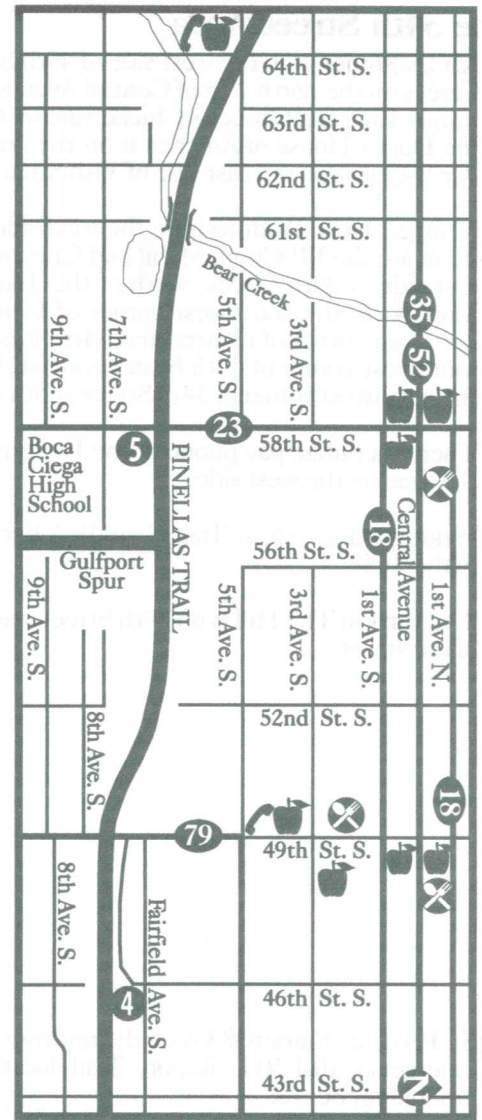 64th St. S.
63rd St. S.
62nd St. S.
61st St. S.
Bear Creek
35
52
9th Ave. S.
7th Ave. S.
5th Ave. S.
3rd Ave. S.
23
58th St. S.
5
Boca
Ciega
High
School
PINELLAS TRAIL
18
Central Avenue
1st Ave. N.
56th St. S.
Gulfport
Spur
9th Ave. S.
8th Ave. S.
5th Ave. S.
3rd Ave. S.
1st Ave. S.
52nd St. S.
18
79
49th St. S.
8th Ave. S.
Fairfield Ave. S.
4
46th St. S.
43rd St. S.
N